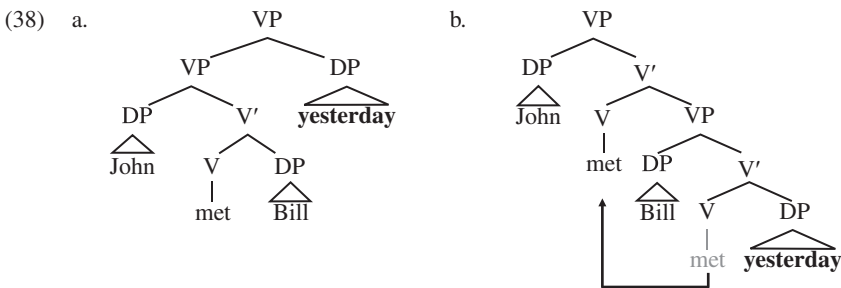 (38) a. VP b. VP
VP DP DP V′
DP V′ yesterday John V VP
John V DP met DP V′
met Bill Bill V DP
met yesterday